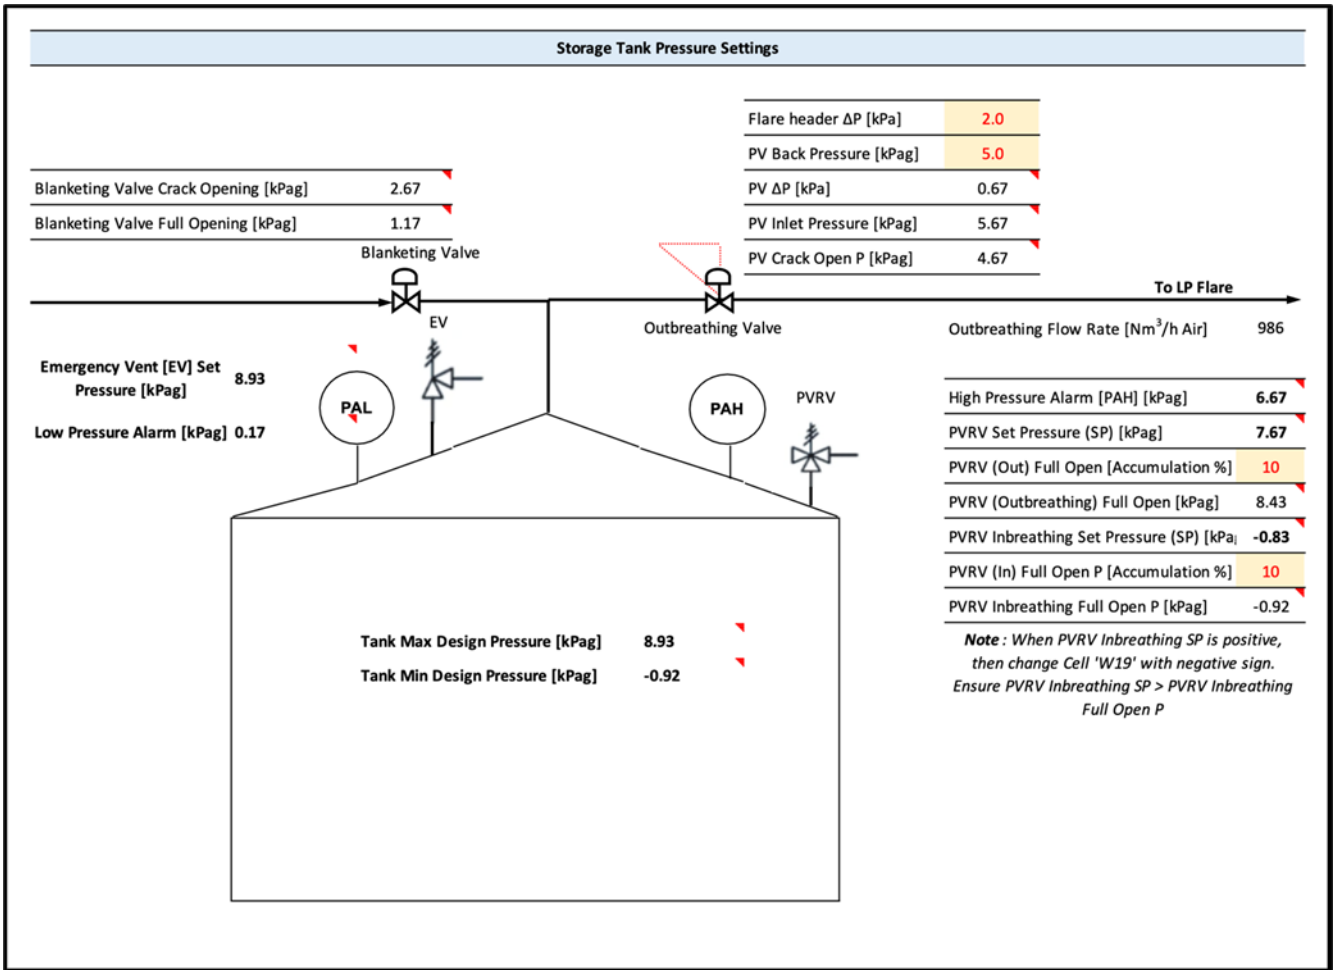 Storage Tank Pressure Settings
Flare header ΔP [kPa] 2.0
PV Back Pressure [kPag] 5.0
PV ΔP [kPa] 0.67
PV Inlet Pressure [kPag] 5.67
PV Crack Open P [kPag] 4.67
Blanketing Valve Crack Opening [kPag] 2.67
Blanketing Valve Full Opening [kPag] 1.17
Blanketing Valve
To LP Flare
EV
Outbreathing Valve
Outbreathing Flow Rate [Nm³/h Air] 986
Emergency Vent [EV] Set
Pressure [kPag] 8.93
PAL
Low Pressure Alarm [kPag] 0.17
PAH
PVRV
High Pressure Alarm [PAH] [kPag] 6.67
PVRV Set Pressure (SP) [kPag] 7.67
PVRV (Out) Full Open [Accumulation %] 10
PVRV (Outbreathing) Full Open [kPag] 8.43
PVRV Inbreathing Set Pressure (SP) [kPa -0.83
PVRV (In) Full Open P [Accumulation %] 10
PVRV Inbreathing Full Open P [kPag] -0.92
Note : When PVRV Inbreathing SP is positive,
then change Cell 'W19' with negative sign.
Ensure PVRV Inbreathing SP > PVRV Inbreathing
Full Open P
Tank Max Design Pressure [kPag] 8.93
Tank Min Design Pressure [kPag] -0.92